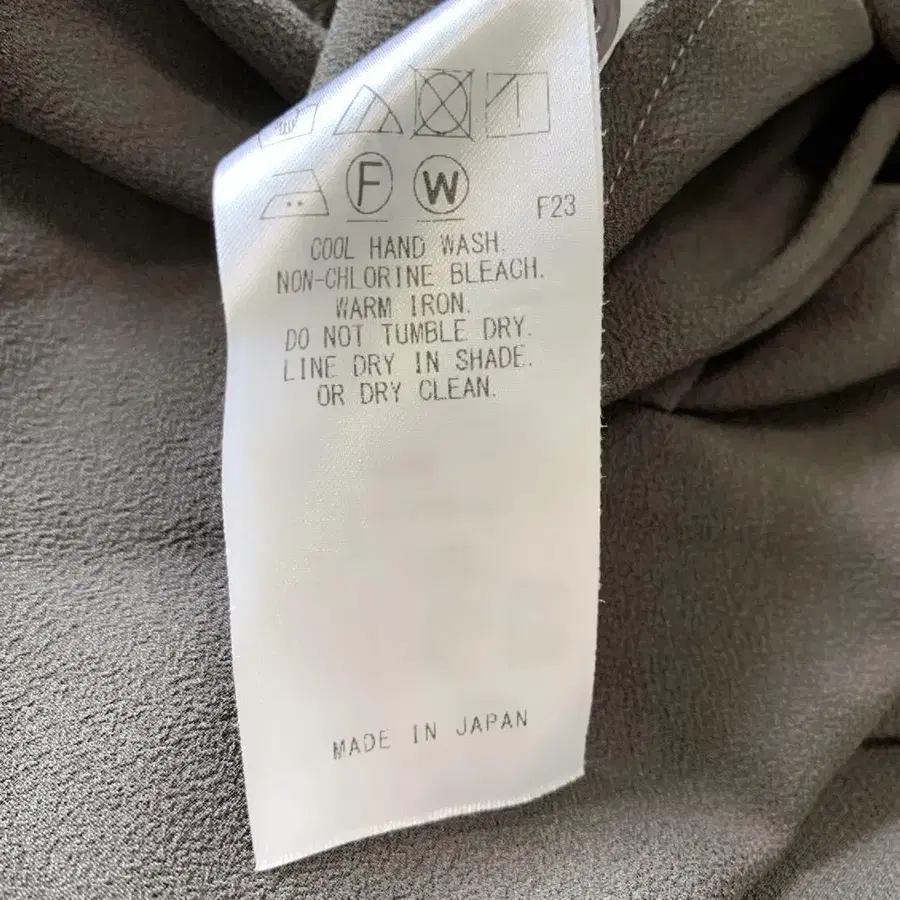 F W
F23
COOL HAND WASH.
NON-CHLORINE BLEACH.
WARM IRON.
DO NOT TUMBLE DRY.
LINE DRY IN SHADE.
OR DRY CLEAN.
MADE IN JAPAN